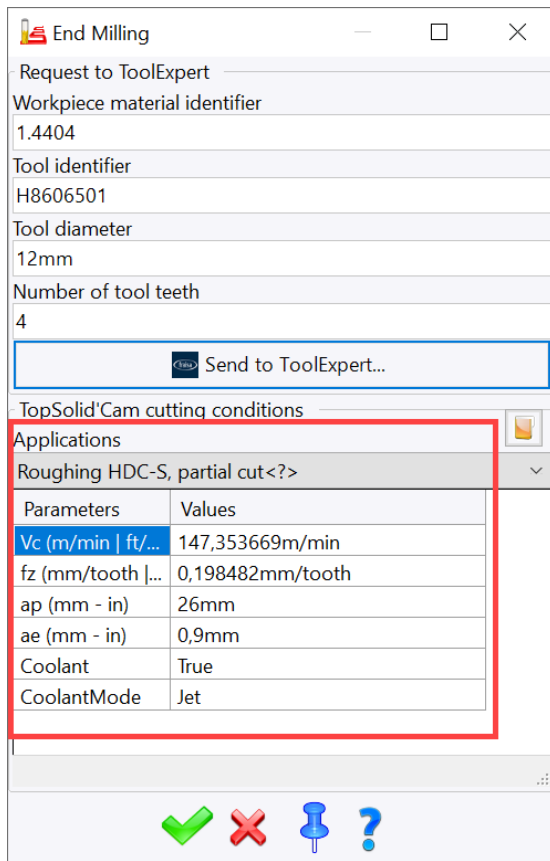 End Milling
Request to ToolExpert
Workpiece material identifier
1.4404
Tool identifier
H8606501
Tool diameter
12mm
Number of tool teeth
4
Send to ToolExpert...
TopSolid'Cam cutting conditions
Applications
Roughing HDC-S, partial cut<?>
Parameters Values
Vc (m/min | ft/... 147,353669m/min
fz (mm/tooth |... 0,198482mm/tooth
ap (mm - in) 26mm
ae (mm - in) 0,9mm
Coolant True
CoolantMode Jet